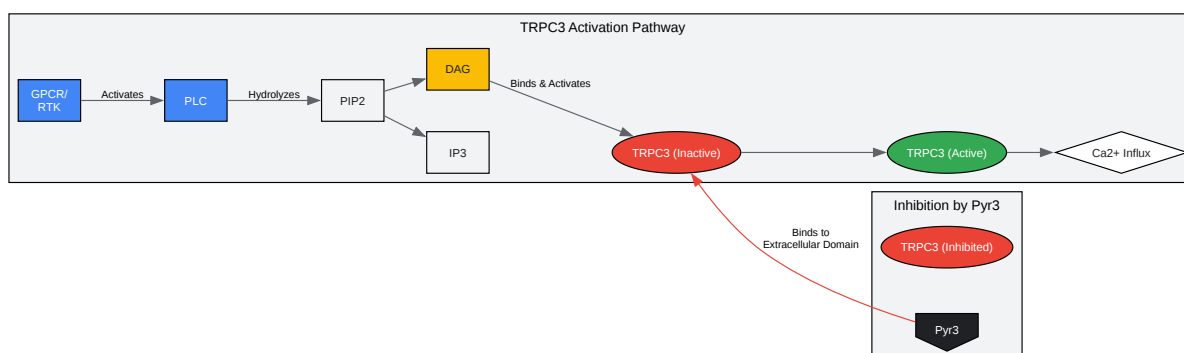 TRPC3 Activation Pathway
GPCR/
RTK
Activates
PLC
Hydrolyzes
PIP2
DAG
IP3
Binds & Activates
TRPC3 (Inactive)
TRPC3 (Active)
Ca2+ Influx
Inhibition by Pyr3
TRPC3 (Inhibited)
Binds to
Extracellular Domain
Pyr3